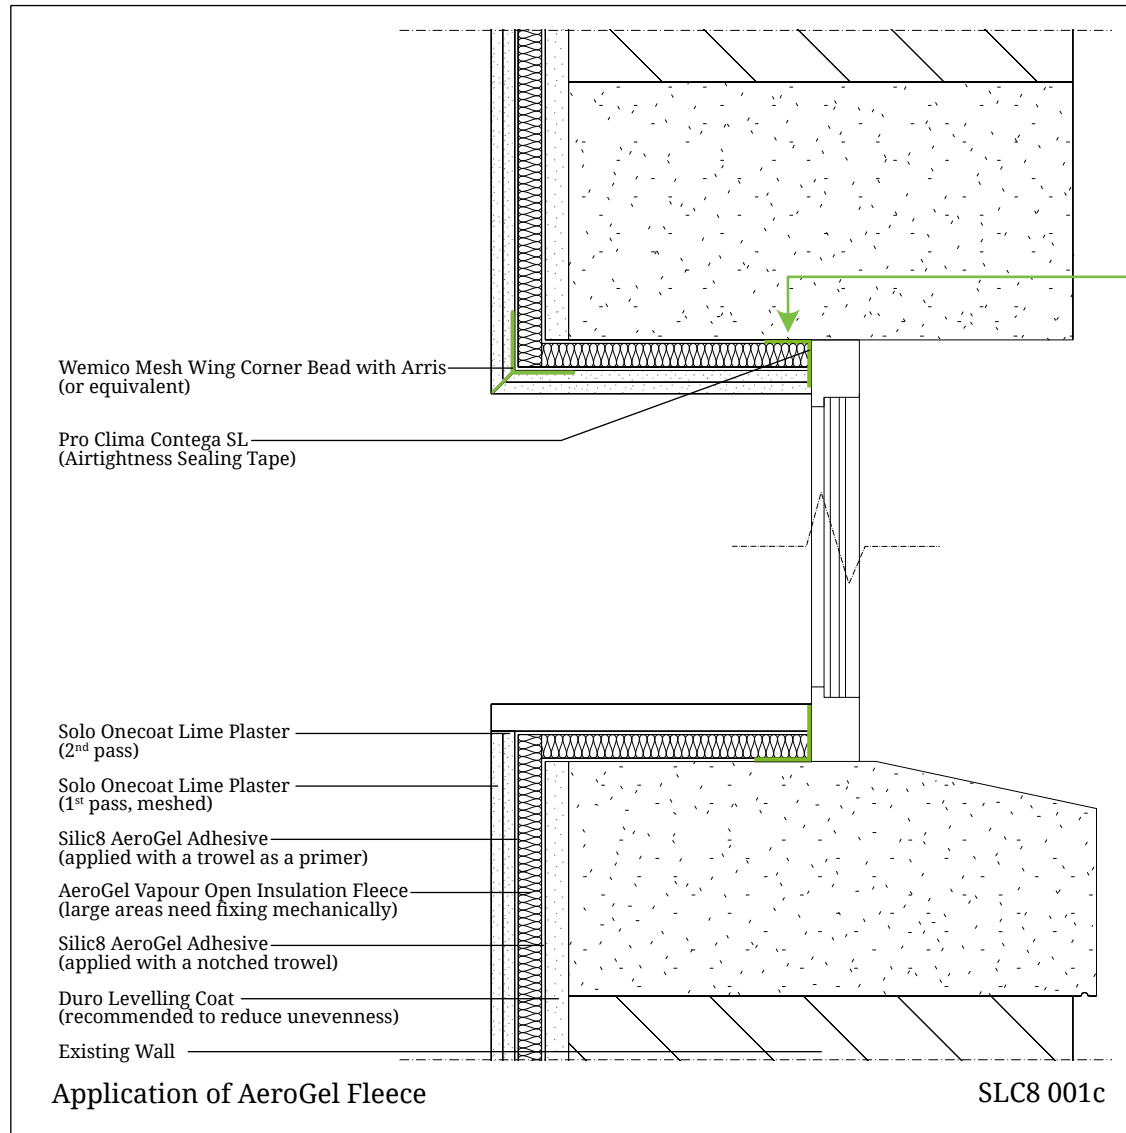 Wemico Mesh Wing Corner Bead with Arris
(or equivalent)
Pro Clima Contega SL
(Airtightness Sealing Tape)
Solo Onecoat Lime Plaster
(2nd pass)
Solo Onecoat Lime Plaster
(1st pass, meshed)
Silic8 AeroGel Adhesive
(applied with a trowel as a primer)
AeroGel Vapour Open Insulation Fleece
(large areas need fixing mechanically)
Silic8 AeroGel Adhesive
(applied with a notched trowel)
Duro Levelling Coat
(recommended to reduce unevenness)
Existing Wall
Application of AeroGel Fleece
SLC8 001c